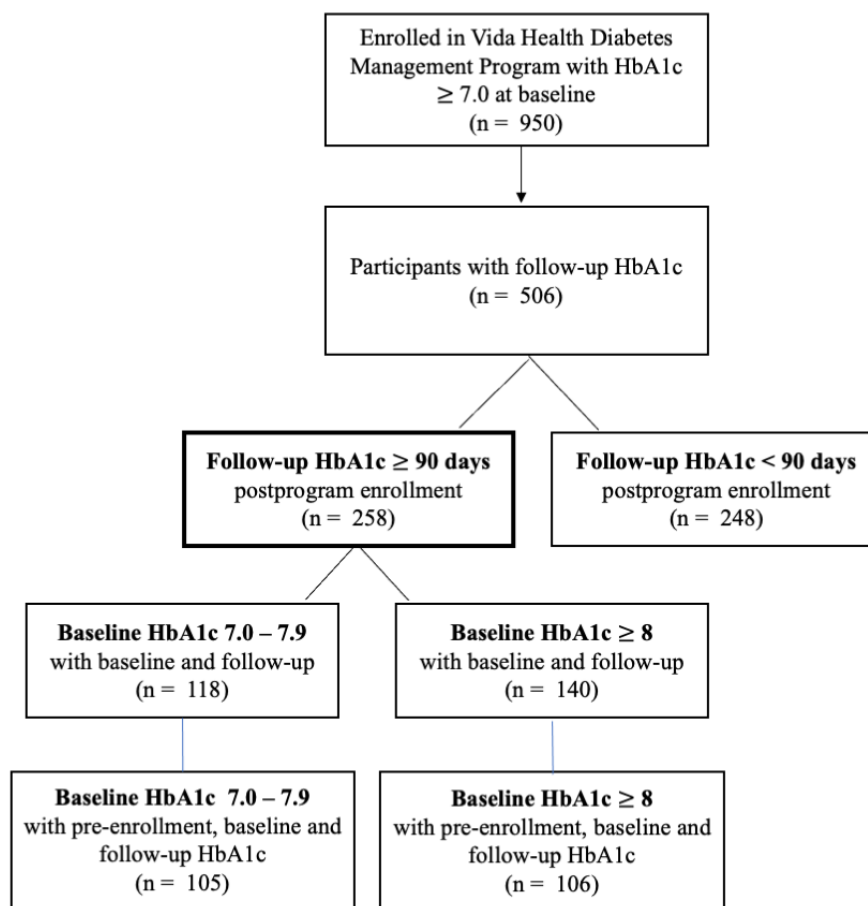 Enrolled in Vida Health Diabetes
Management Program with HbA1c
≥ 7.0 at baseline
(n = 950)
Participants with follow-up HbA1c
(n = 506)
Follow-up HbA1c ≥ 90 days
postprogram enrollment
(n = 258)
Follow-up HbA1c < 90 days
postprogram enrollment
(n = 248)
Baseline HbA1c 7.0 – 7.9
with baseline and follow-up
(n = 118)
Baseline HbA1c ≥ 8
with baseline and follow-up
(n = 140)
Baseline HbA1c 7.0 – 7.9
with pre-enrollment, baseline and
follow-up HbA1c
(n = 105)
Baseline HbA1c ≥ 8
with pre-enrollment, baseline and
follow-up HbA1c
(n = 106)